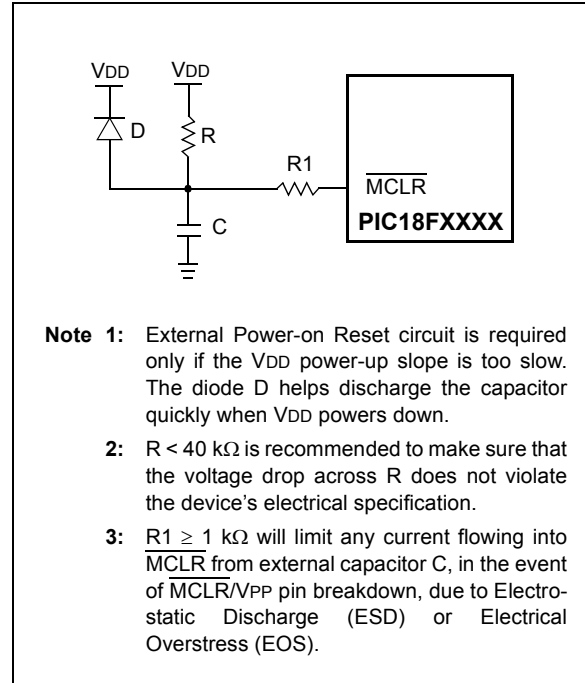 VDD VDD
D
R
R1
MCLR
PIC18FXXXX
C
Note 1: External Power-on Reset circuit is required
only if the VDD power-up slope is too slow.
The diode D helps discharge the capacitor
quickly when VDD powers down.
2: R < 40 kΩ is recommended to make sure that
the voltage drop across R does not violate
the device's electrical specification.
3: R1 ≥ 1 kΩ will limit any current flowing into
MCLR from external capacitor C, in the event
of MCLR/VPP pin breakdown, due to Electro-
static Discharge (ESD) or Electrical
Overstress (EOS).